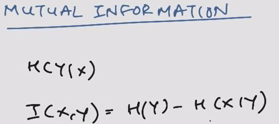 MUTUAL INFORMATION
H(Y|X)
I(X,Y) = H(Y) - H(X|Y)